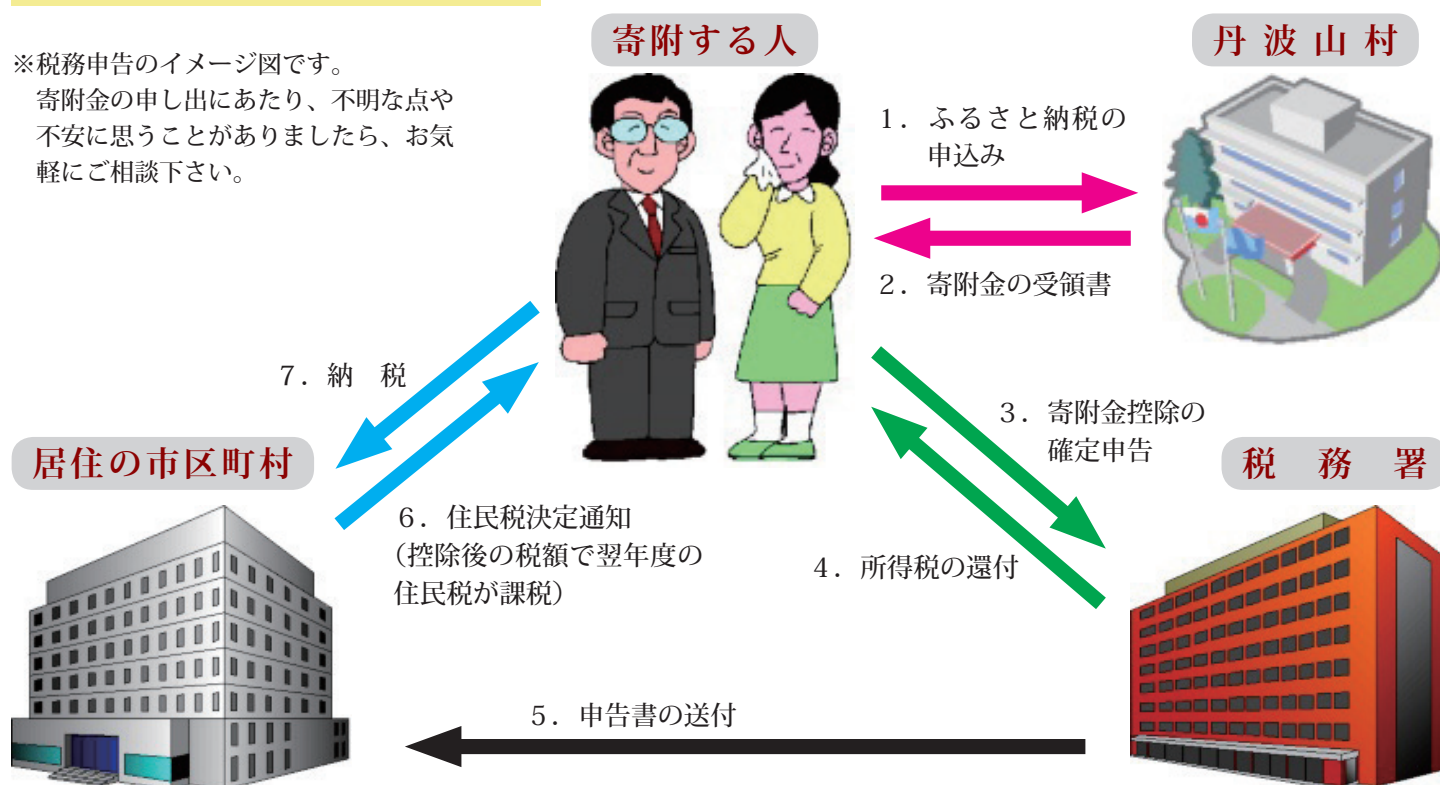 ※税務申告のイメージ図です。
寄附金の申し出にあたり、不明な点や
不安に思うことがありましたら、お気
軽にご相談下さい。
寄附する人
丹波山村
1．ふるさと納税の
申込み
2．寄附金の受領書
3．寄附金控除の
確定申告
税務署
4．所得税の還付
5．申告書の送付
居住の市区町村
6．住民税決定通知
（控除後の税額で翌年度の
住民税が課税）
7．納　税